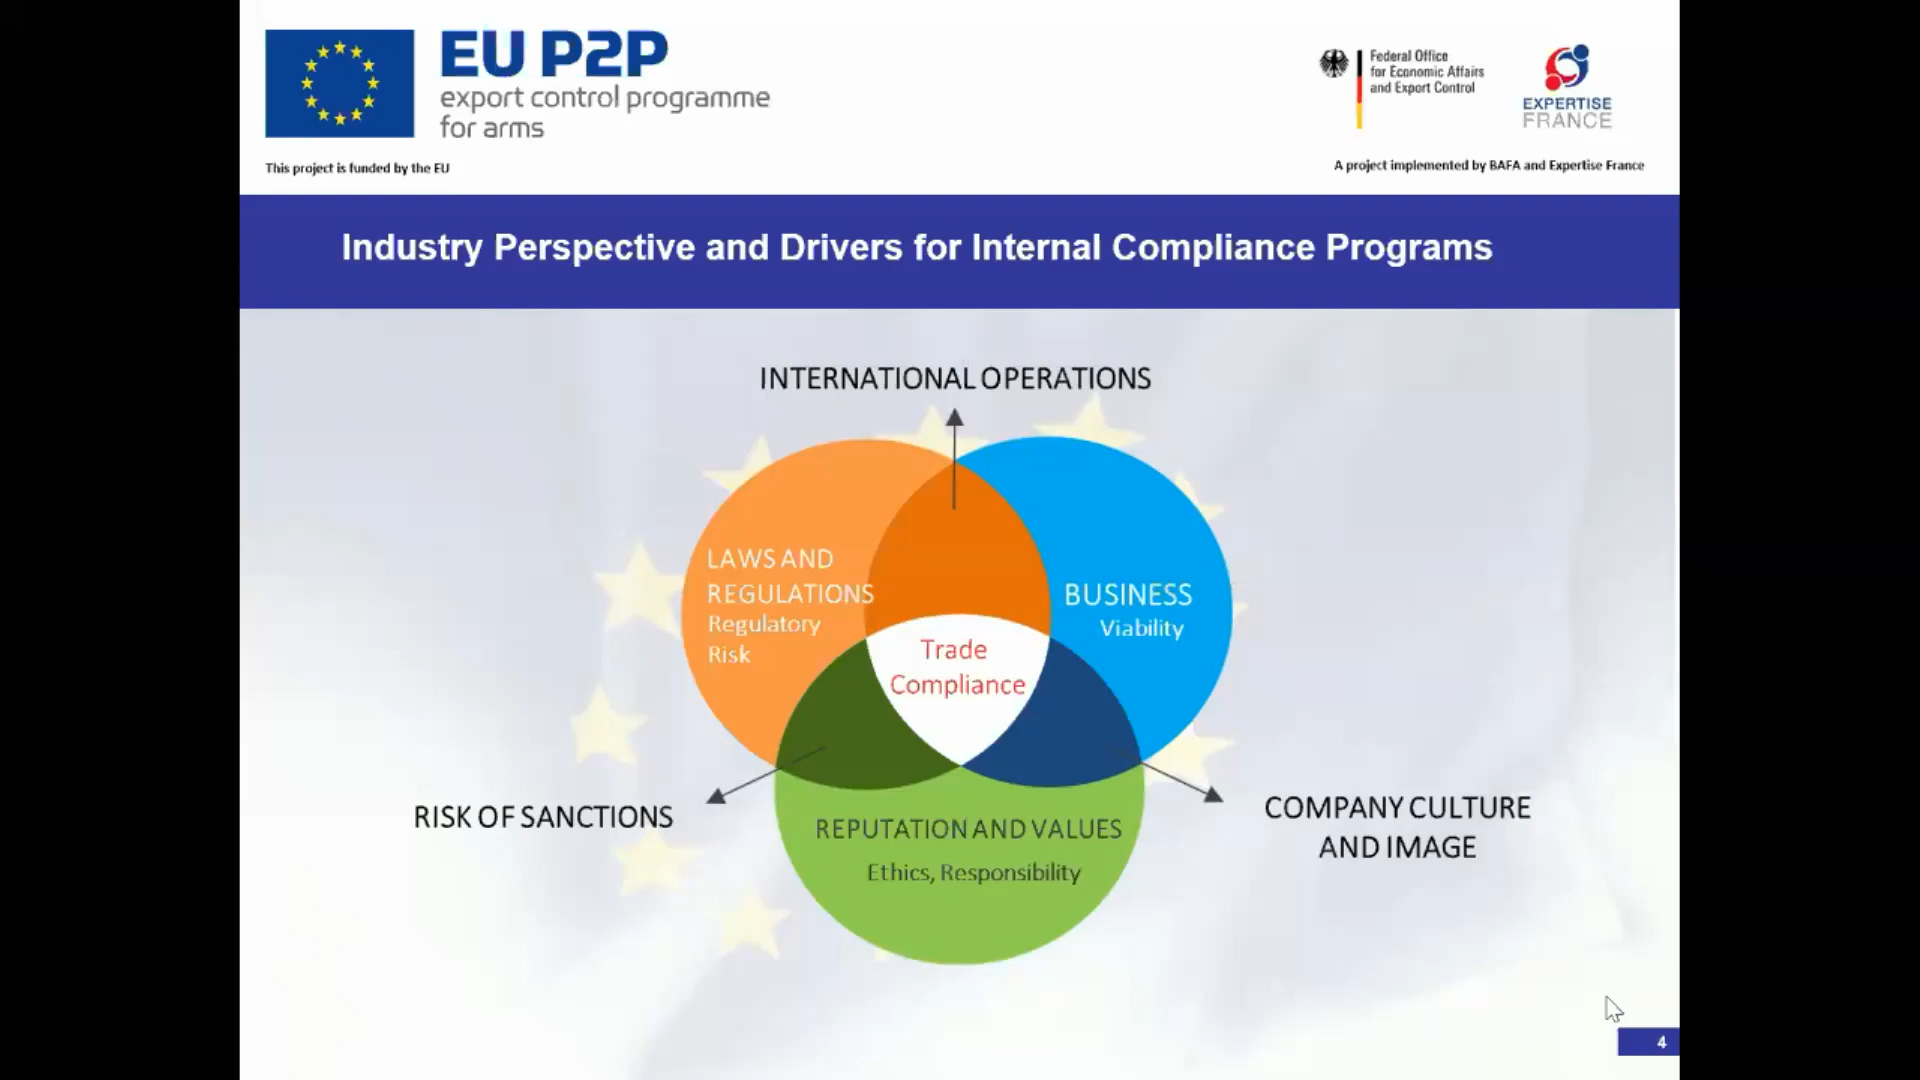 EU P2P
export control programme
for arms
This project is funded by the EU
Federal Office
for Economic Affairs
and Export Control
EXPERTISE
FRANCE
A project implemented by BAFA and Expertise France
Industry Perspective and Drivers for Internal Compliance Programs
INTERNATIONAL OPERATIONS
LAWS AND
REGULATIONS
Regulatory
Risk
BUSINESS
Viability
Trade
Compliance
RISK OF SANCTIONS
REPUTATION AND VALUES
Ethics, Responsibility
COMPANY CULTURE
AND IMAGE
4